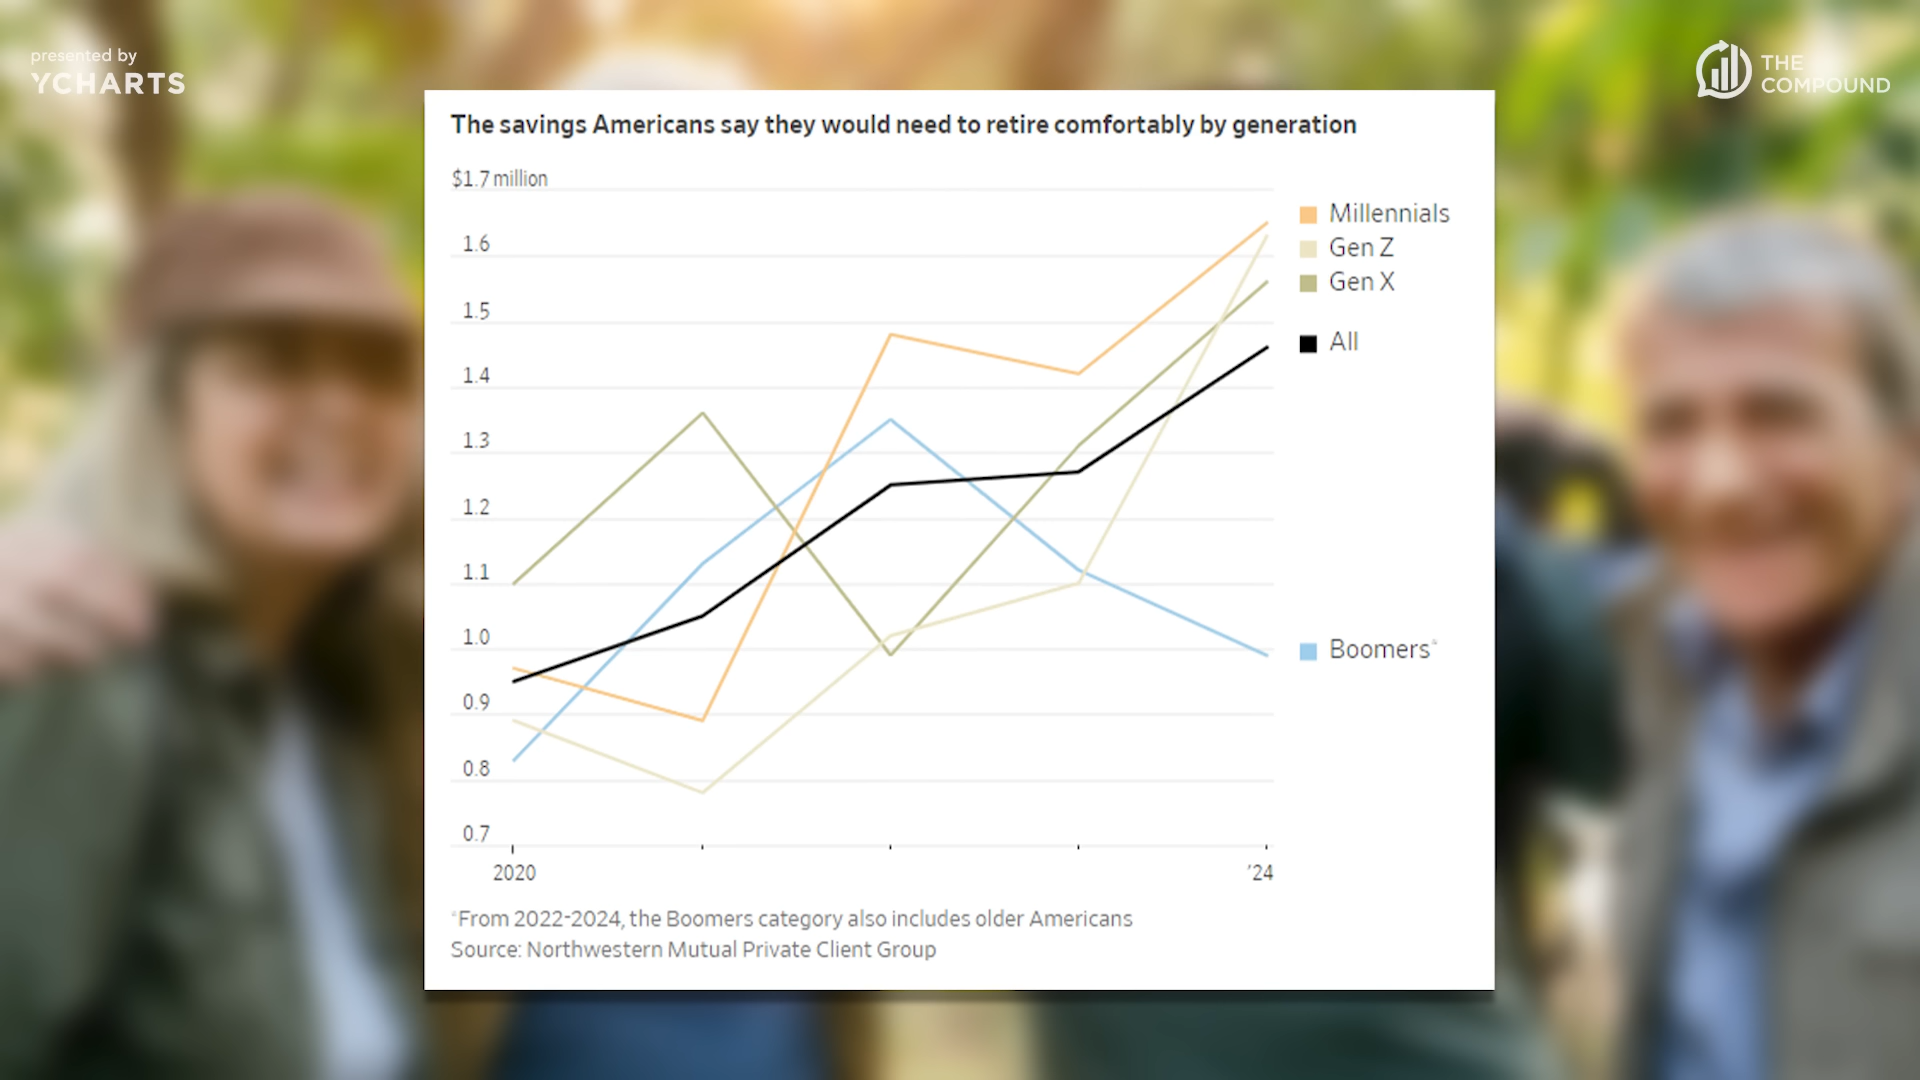 presented by
YCHARTS
THE
COMPOUND
The savings Americans say they would need to retire comfortably by generation
$1.7 million
1.6
1.5
1.4
1.3
1.2
1.1
1.0
0.9
0.8
0.7
2020
'24
Millennials
Gen Z
Gen X
All
Boomers*
*From 2022-2024, the Boomers category also includes older Americans
Source: Northwestern Mutual Private Client Group